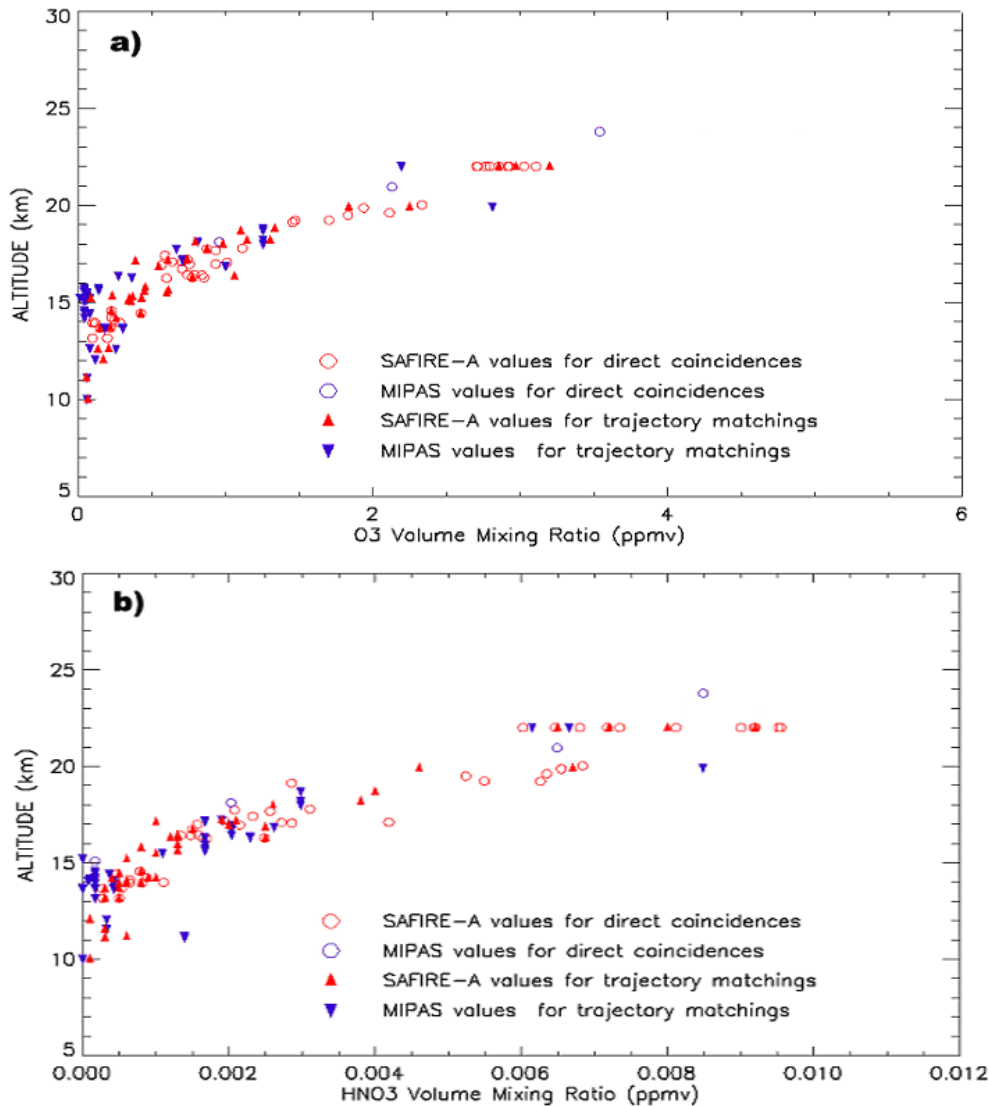 a)
30
25
20
15
10
5
ALTITUDE (km)
SAFIRE-A values for direct coincidences
MIPAS values for direct coincidences
SAFIRE-A values for trajectory matchings
MIPAS values for trajectory matchings
0
2
4
6
O3 Volume Mixing Ratio (ppmv)
b)
30
25
20
15
10
5
ALTITUDE (km)
SAFIRE-A values for direct coincidences
MIPAS values for direct coincidences
SAFIRE-A values for trajectory matchings
MIPAS values for trajectory matchings
0.000
0.002
0.004
0.006
0.008
0.010
0.012
HNO3 Volume Mixing Ratio (ppmv)